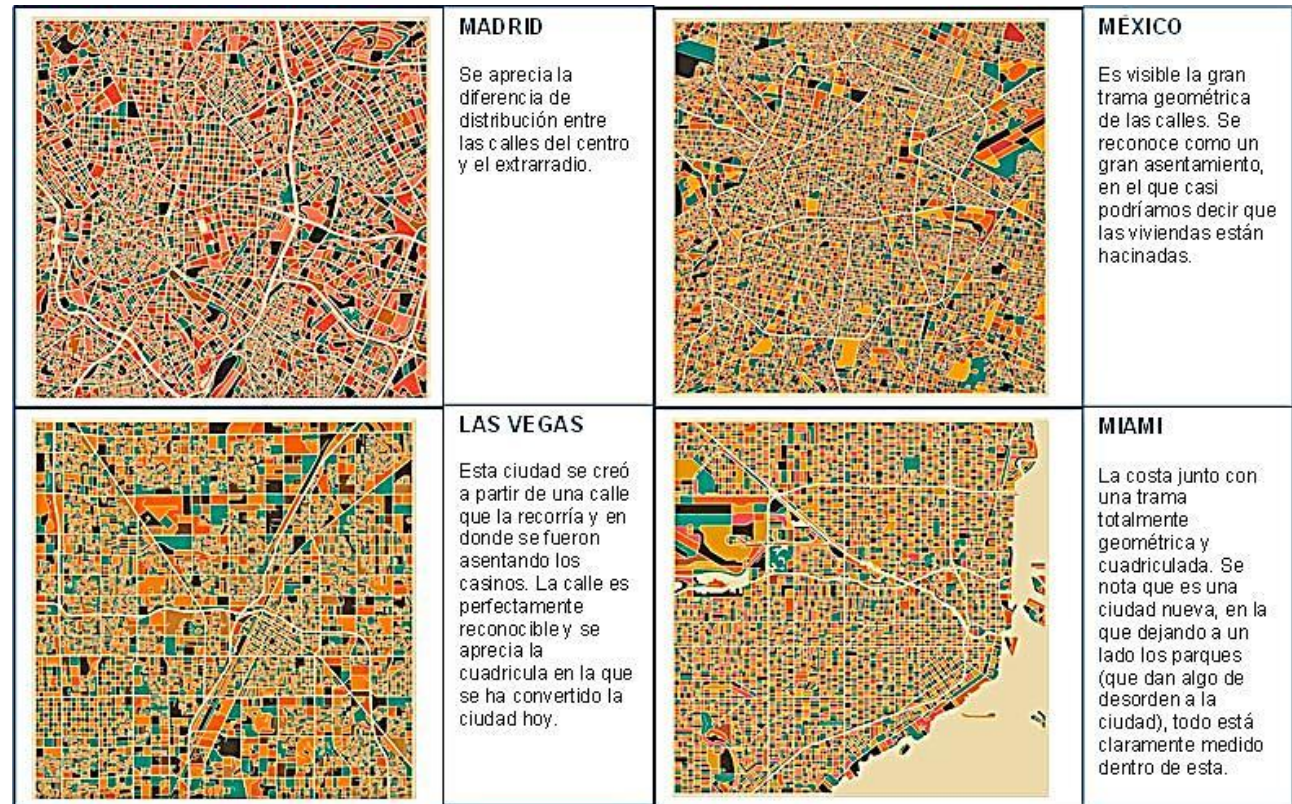 MADRID
Se aprecia la
diferencia de
distribución entre
las calles del centro
y el extrarradio.
MÉXICO
Es visible la gran
trama geométrica
de las calles. Se
reconoce como un
gran asentamiento,
en el que casi
podríamos decir que
las viviendas están
hacinadas.
LAS VEGAS
Esta ciudad se creó
a partir de una calle
que la recorría y en
donde se fueron
asentando los
casinos. La calle es
perfectamente
reconocible y se
aprecia la
cuadricula en la que
se ha convertido la
ciudad hoy.
MIAMI
La costa junto con
una trama
totalmente
geométrica y
cuadriculada. Se
nota que es una
ciudad nueva, en la
que dejando a un
lado los parques
(que dan algo de
desorden a la
ciudad), todo está
claramente medido
dentro de esta.